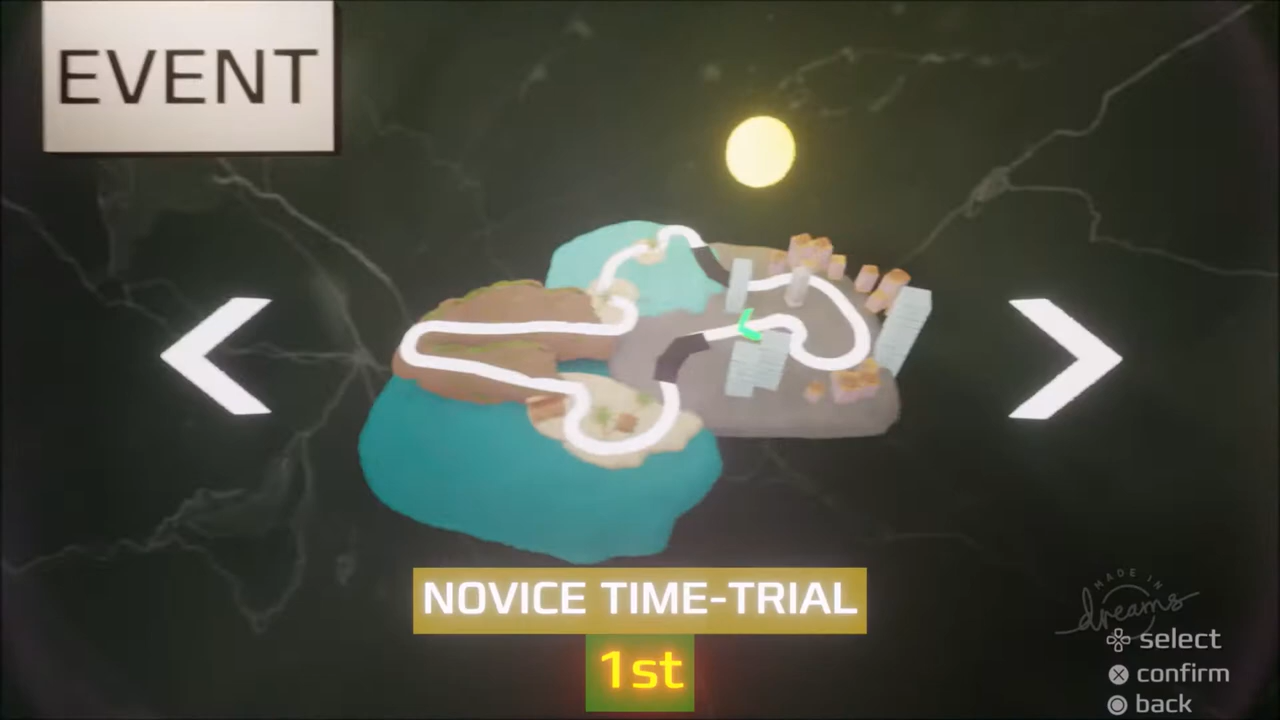 EVENT
NOVICE TIME-TRIAL
1st
MADE IN
dreams
select
confirm
back